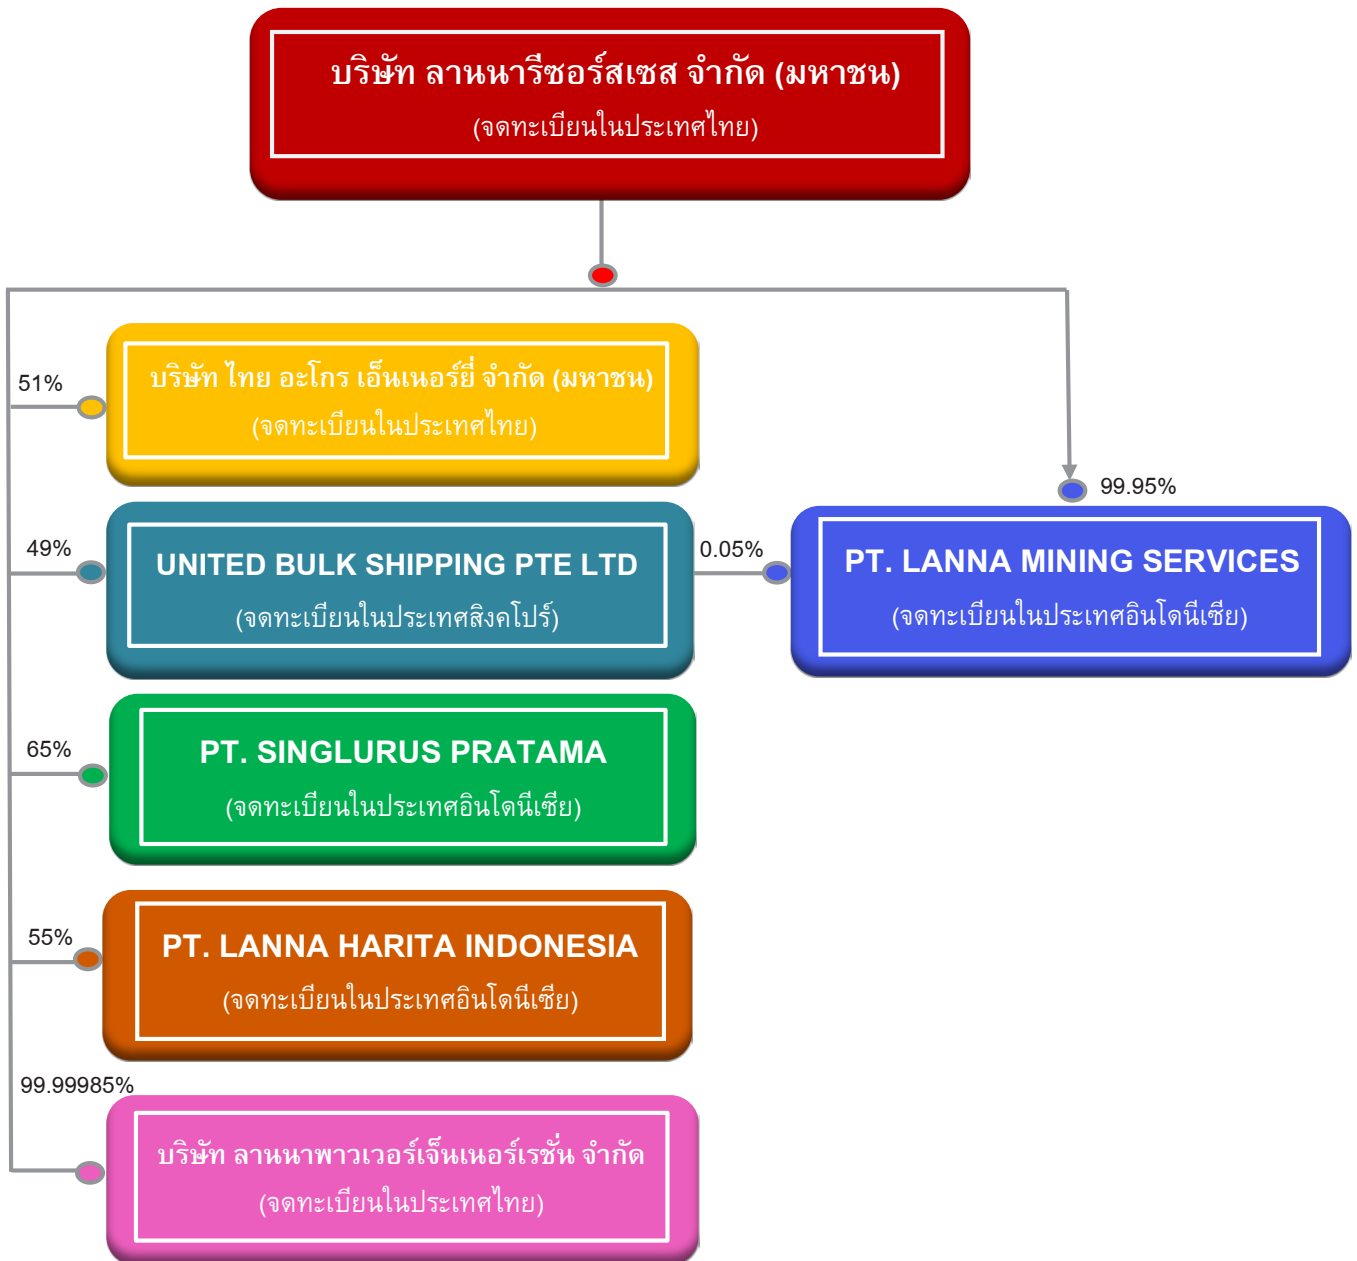 บริษัท ลานนารีซอร์สเซส จำกัด (มหาชน)
(จดทะเบียนในประเทศไทย)
51%
บริษัท ไทย อะโกร เอ็นเนอร์ยี่ จำกัด (มหาชน)
(จดทะเบียนในประเทศไทย)
99.95%
49%
UNITED BULK SHIPPING PTE LTD
(จดทะเบียนในประเทศสิงคโปร์)
0.05%
PT. LANNA MINING SERVICES
(จดทะเบียนในประเทศอินโดนีเซีย)
65%
PT. SINGLURUS PRATAMA
(จดทะเบียนในประเทศอินโดนีเซีย)
55%
PT. LANNA HARITA INDONESIA
(จดทะเบียนในประเทศอินโดนีเซีย)
99.99985%
บริษัท ลานนาพาวเวอร์เจ็นเนอร์เรชั่น จำกัด
(จดทะเบียนในประเทศไทย)